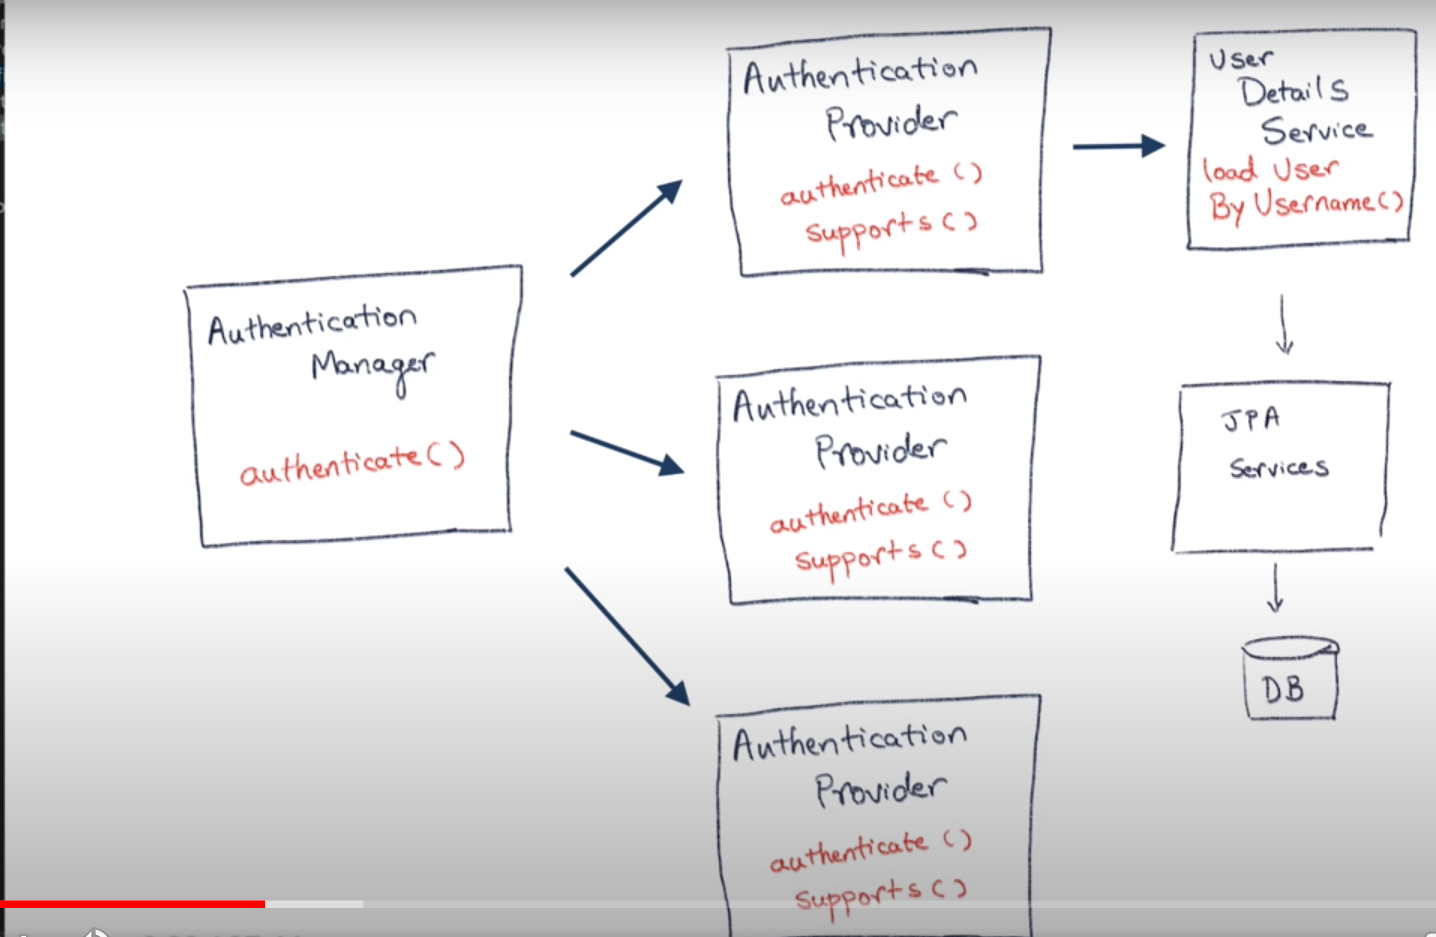 Authentication
Manager
authenticate()
Authentication
Provider
authenticate ()
supports ()
Authentication
Provider
authenticate ()
supports ()
Authentication
Provider
authenticate ()
supports ()
User
Details
Service
load User
By Username()
JPA
Services
DB